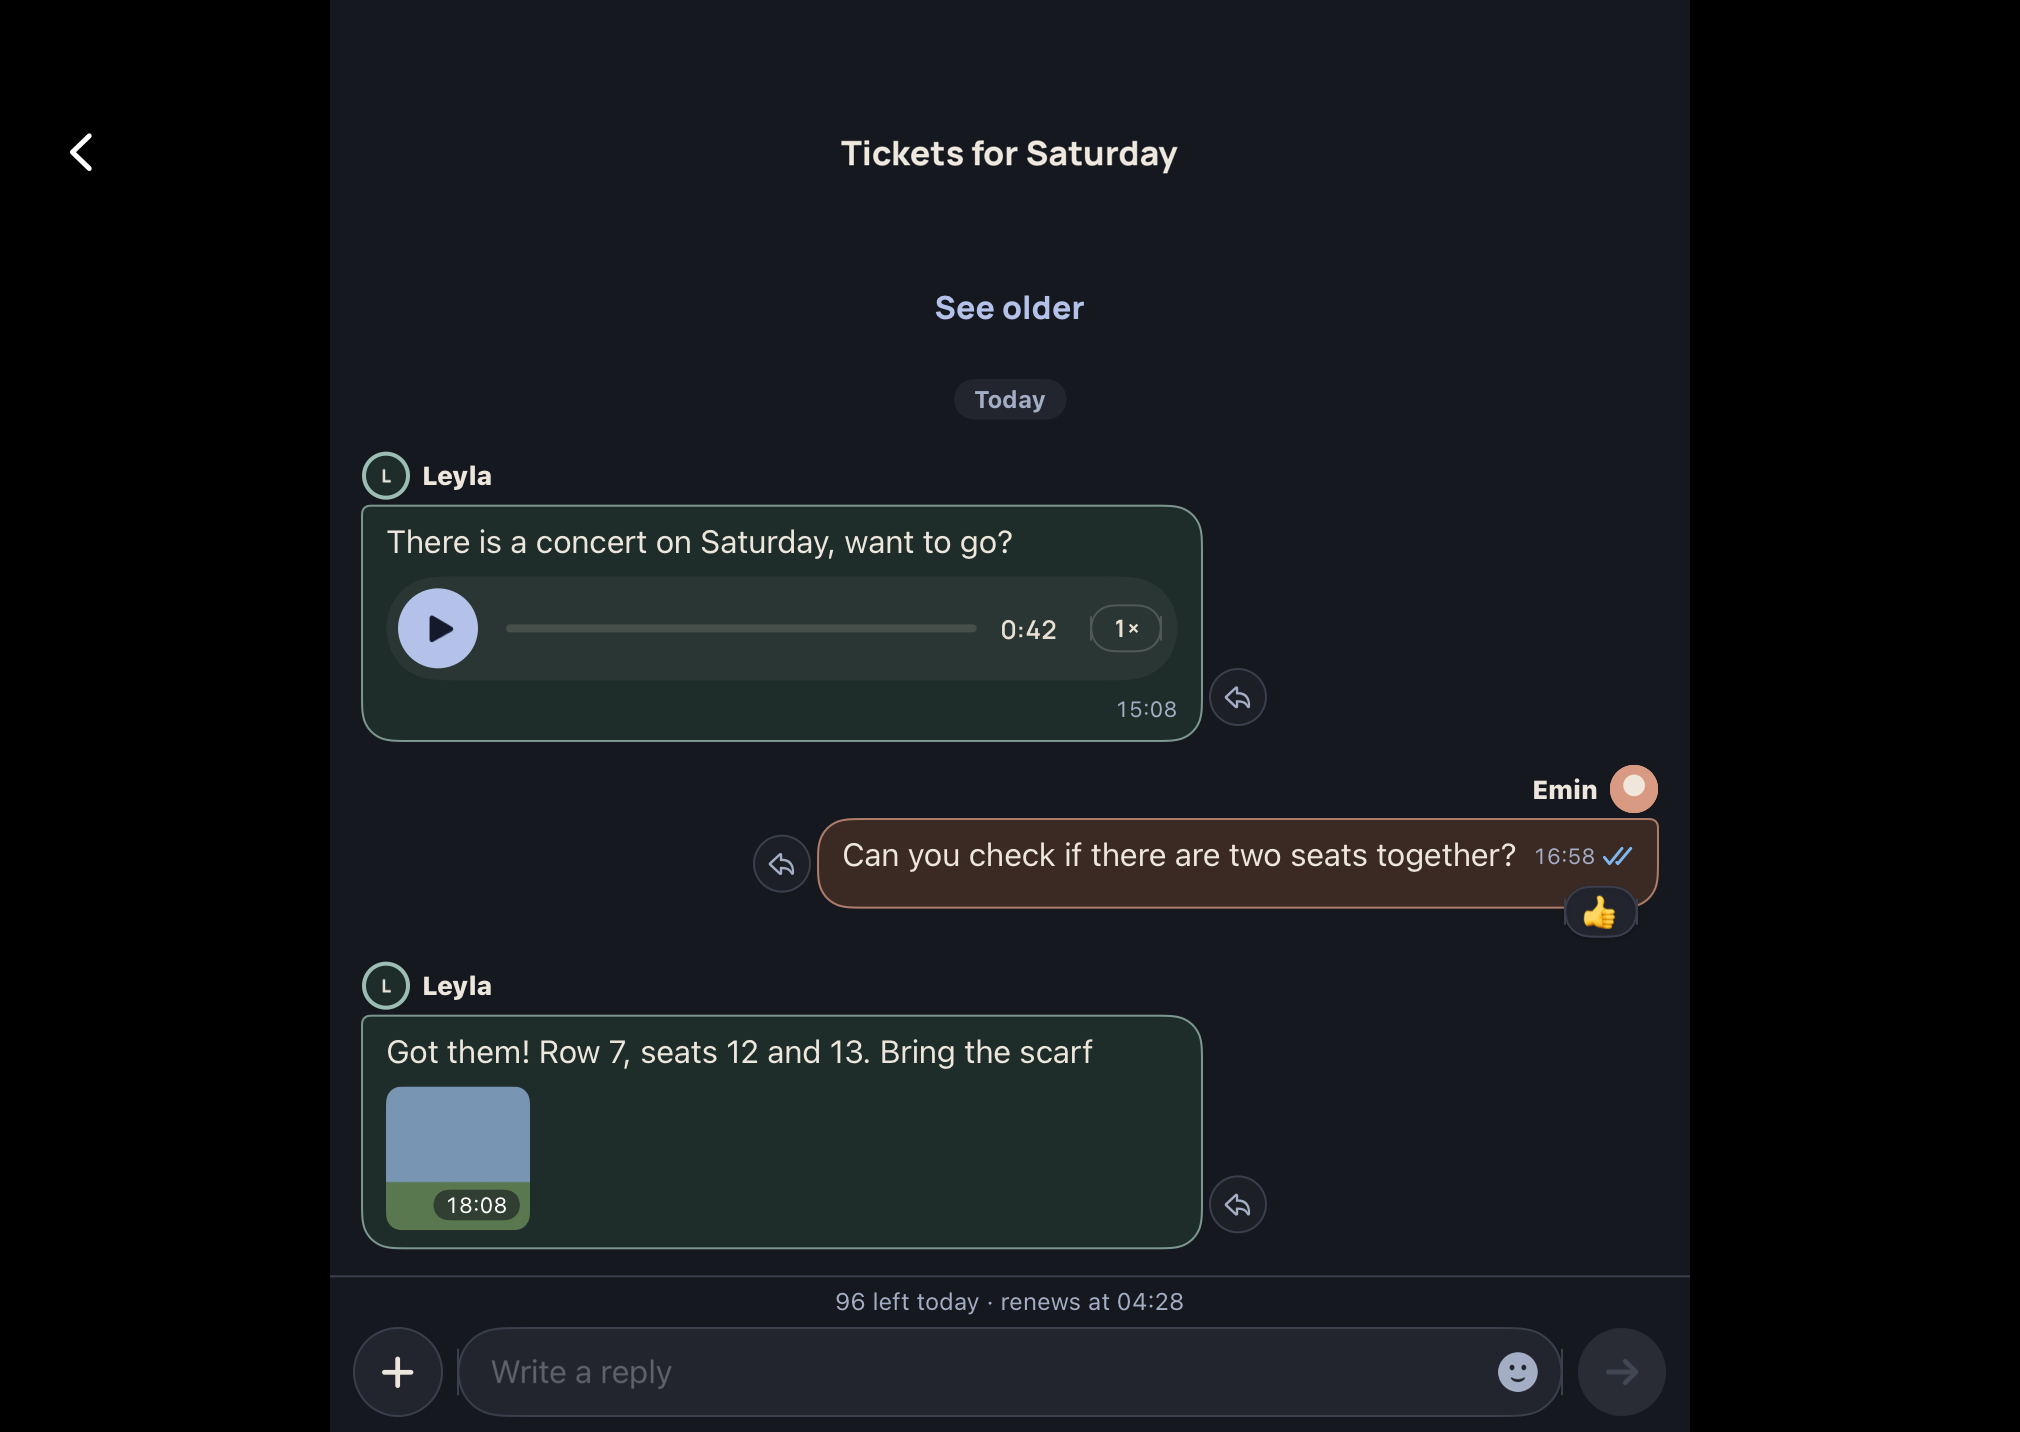 Tickets for Saturday
See older
Today
L Leyla
There is a concert on Saturday, want to go?
0:42 1×
15:08
Emin
Can you check if there are two seats together? 16:58
L Leyla
Got them! Row 7, seats 12 and 13. Bring the scarf
18:08
96 left today · renews at 04:28
Write a reply